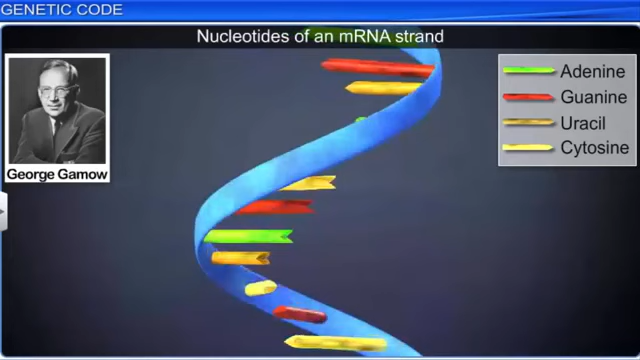 GENETIC CODE
Nucleotides of an mRNA strand
George Gamow
Adenine
Guanine
Uracil
Cytosine